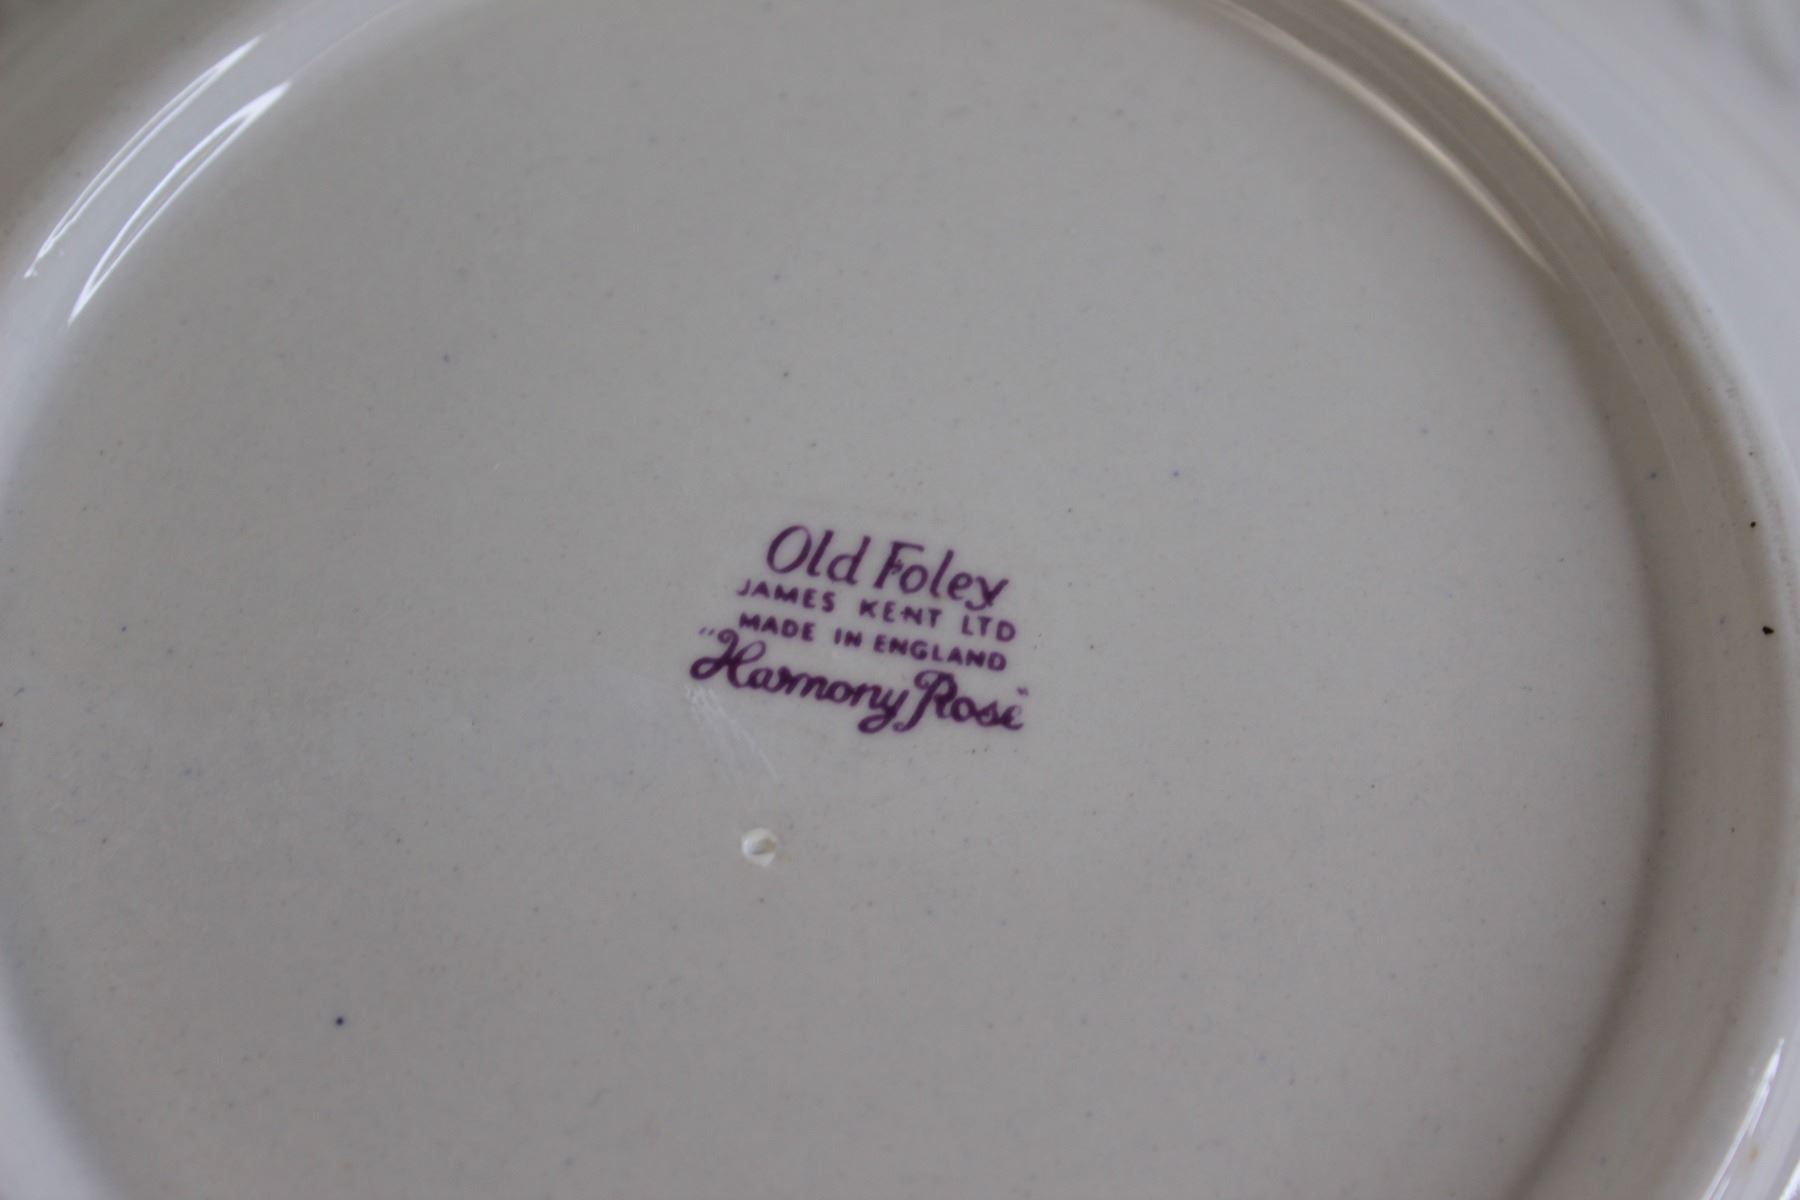 Old Foley
JAMES KENT LTD
MADE IN ENGLAND
"Harmony Rose"